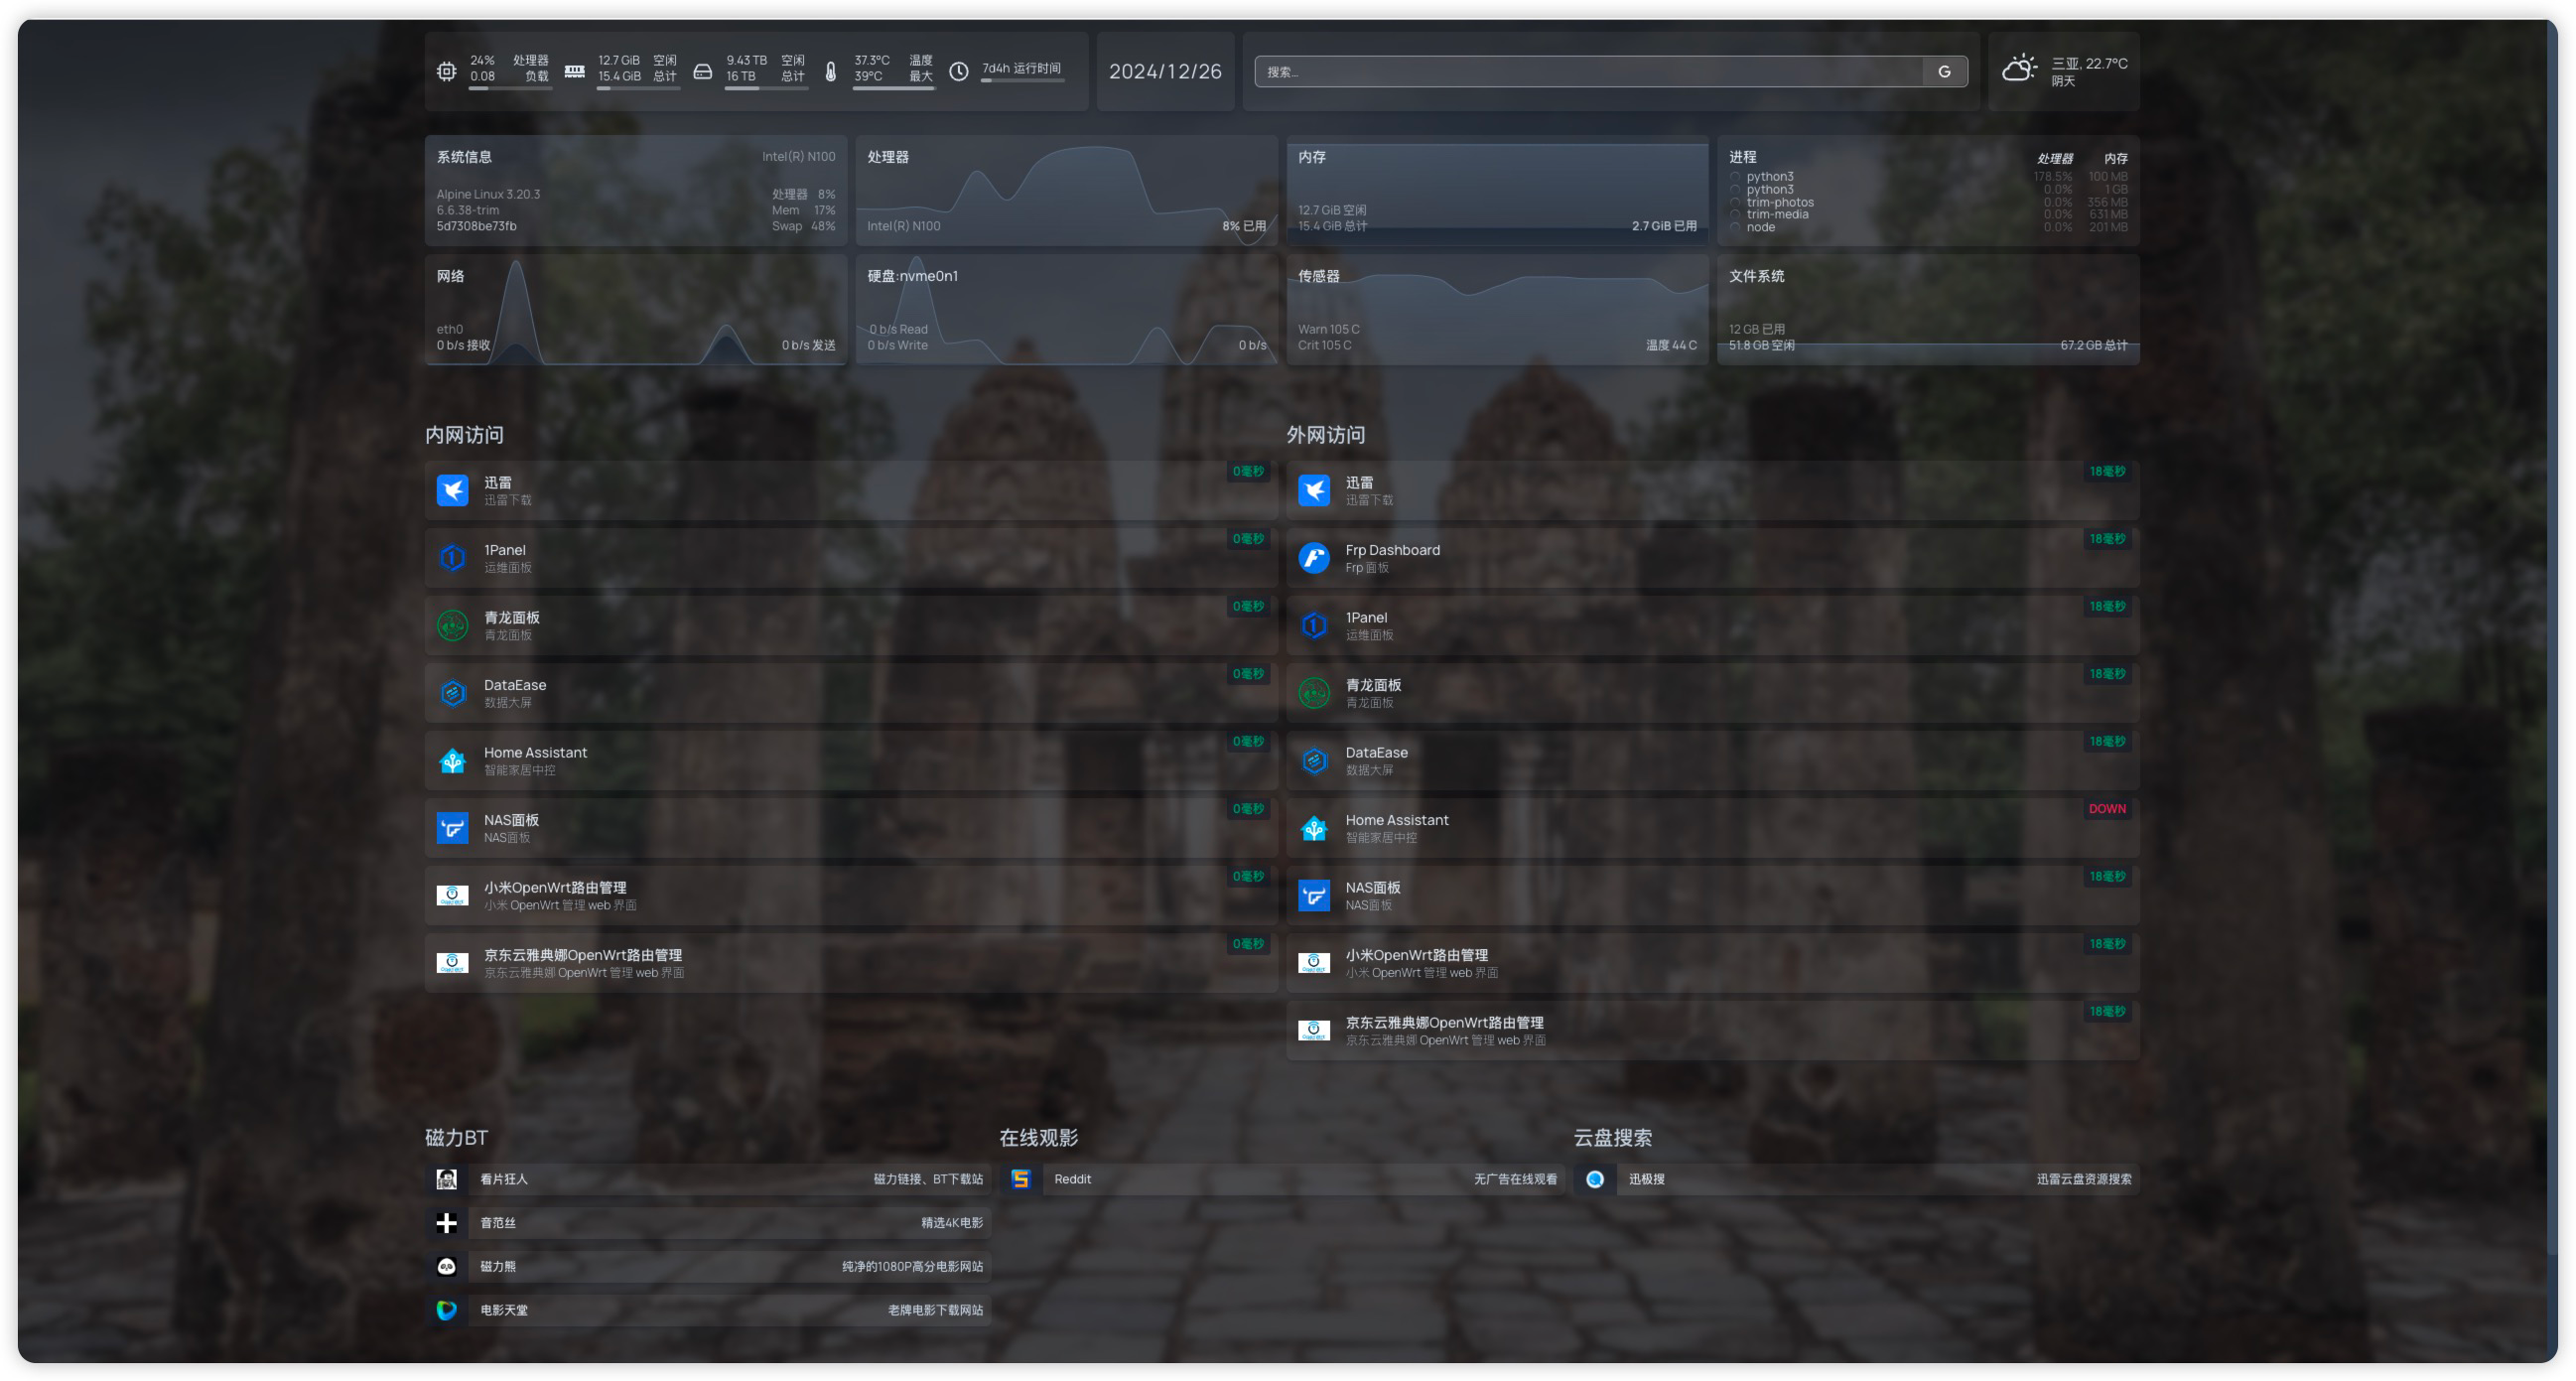 24% 处理器
0.08 负载
12.7 GiB 空闲
15.4 GiB 总计
9.43 TB 空闲
16 TB 总计
37.3°C 温度
39°C 最大
7d4h 运行时间
2024/12/26
搜索...
G
三亚, 22.7°C
阴天
系统信息 Intel(R) N100
Alpine Linux 3.20.3 处理器 8%
6.6.38-trim Mem 17%
5d7308be73fb Swap 48%
处理器
Intel(R) N100 8% 已用
内存
12.7 GiB 空闲
15.4 GiB 总计 2.7 GiB 已用
进程 处理器 内存
python3 178.5% 100 MB
python3 0.0% 1 GB
trim-photos 0.0% 356 MB
trim-media 0.0% 631 MB
node 0.0% 201 MB
网络
eth0
0 b/s 接收 0 b/s 发送
硬盘:nvme0n1
0 b/s Read
0 b/s Write 0 b/s
传感器
Warn 105 C
Crit 105 C 温度 44 C
文件系统
12 GB 已用
51.8 GB 空闲 67.2 GB 总计
内网访问
迅雷 0毫秒
迅雷下载
1Panel 0毫秒
运维面板
青龙面板 0毫秒
青龙面板
DataEase 0毫秒
数据大屏
Home Assistant 0毫秒
智能家居中控
NAS面板 0毫秒
NAS面板
小米OpenWrt路由管理 0毫秒
小米 OpenWrt 管理 web 界面
京东云雅典娜OpenWrt路由管理 0毫秒
京东云雅典娜 OpenWrt 管理 web 界面
外网访问
迅雷 18毫秒
迅雷下载
Frp Dashboard 18毫秒
Frp 面板
1Panel 18毫秒
运维面板
青龙面板 18毫秒
青龙面板
DataEase 18毫秒
数据大屏
Home Assistant DOWN
智能家居中控
NAS面板 18毫秒
NAS面板
小米OpenWrt路由管理 18毫秒
小米 OpenWrt 管理 web 界面
京东云雅典娜OpenWrt路由管理 18毫秒
京东云雅典娜 OpenWrt 管理 web 界面
磁力BT
看片狂人 磁力链接、BT下载站
音范丝 精选4K电影
磁力熊 纯净的1080P高分电影网站
电影天堂 老牌电影下载网站
在线观影
Reddit 无广告在线观看
云盘搜索
迅极搜 迅雷云盘资源搜索